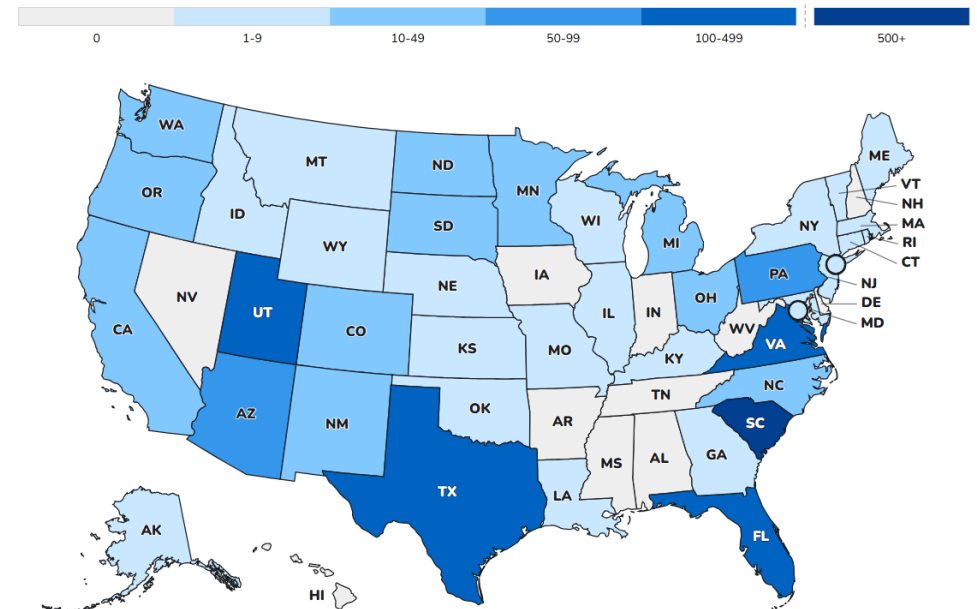 0 1-9 10-49 50-99 100-499 500+
WA
MT
ND
MN
ME
VT
NH
MA
RI
CT
OR
ID
SD
WI
MI
NY
WY
IA
PA
NJ
DE
MD
NV
UT
NE
IL
IN
OH
CA
CO
KS
MO
KY
WV
VA
AZ
NM
OK
AR
TN
NC
SC
MS
AL
GA
TX
LA
FL
AK
HI